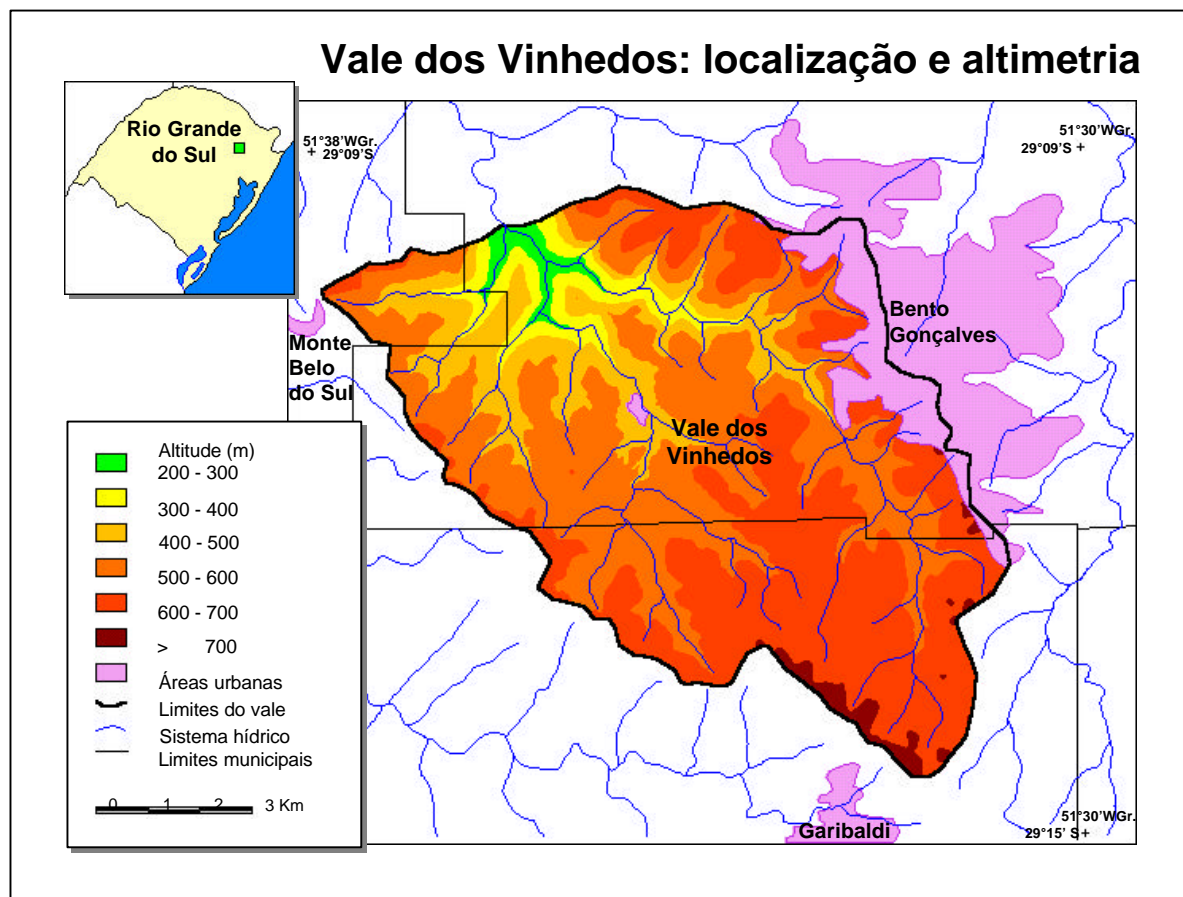 Vale dos Vinhedos: localização e altimetria
Rio Grande
do Sul
51°38'WGr.
+ 29°09'S
51°30'WGr.
29°09'S +
Bento
Gonçalves
Monte
Belo
do Sul
Vale dos
Vinhedos
Altitude (m)
200 - 300
300 - 400
400 - 500
500 - 600
600 - 700
> 700
Áreas urbanas
Limites do vale
Sistema hídrico
Limites municipais
0 1 2 3 Km
Garibaldi
51°30'WGr.
29°15' S+